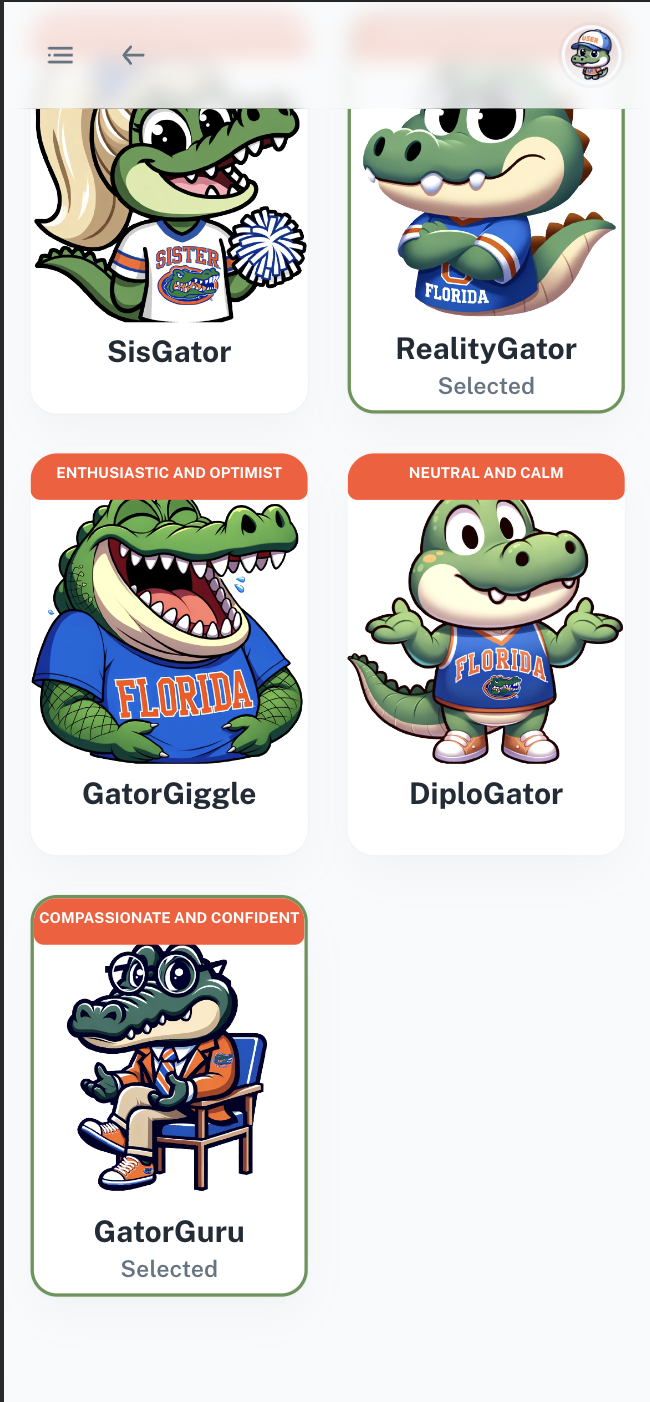 USER
SISTER
FLORIDA
SisGator
RealityGator
Selected
ENTHUSIASTIC AND OPTIMIST
NEUTRAL AND CALM
FLORIDA
FLORIDA
GatorGiggle
DiploGator
COMPASSIONATE AND CONFIDENT
GatorGuru
Selected